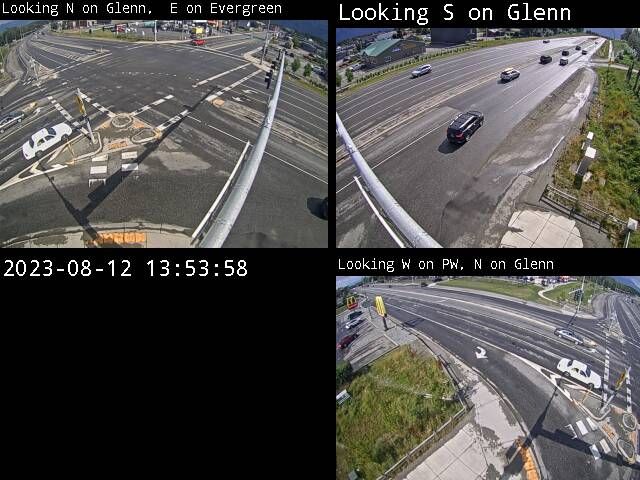 Looking N on Glenn, E on Evergreen
Looking S on Glenn
2023-08-12 13:53:58
Looking W on PW, N on Glenn